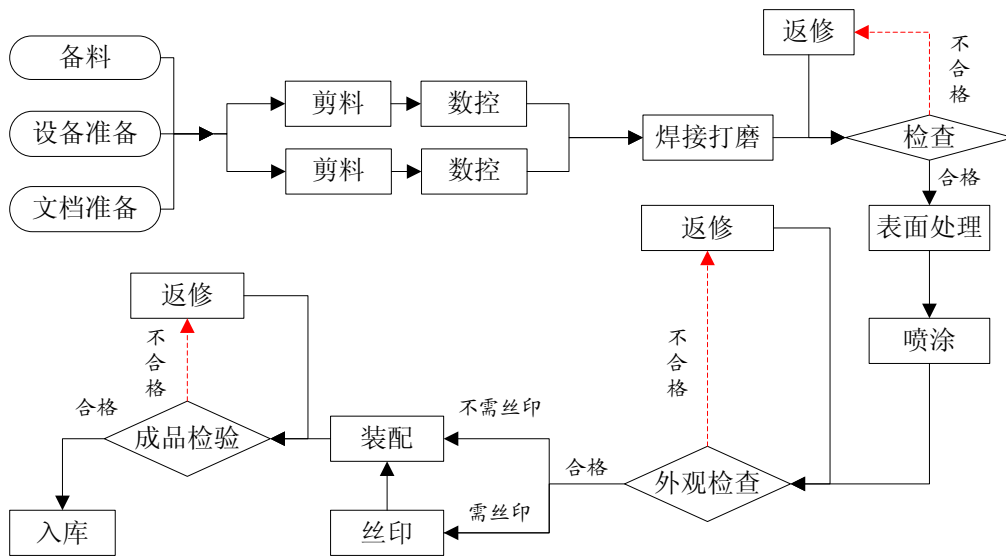 备料
设备准备
文档准备
剪料
数控
剪料
数控
焊接打磨
返修
不合格
检查
合格
表面处理
喷涂
返修
不合格
外观检查
合格
不需丝印
需丝印
装配
丝印
返修
不合格
成品检验
合格
入库